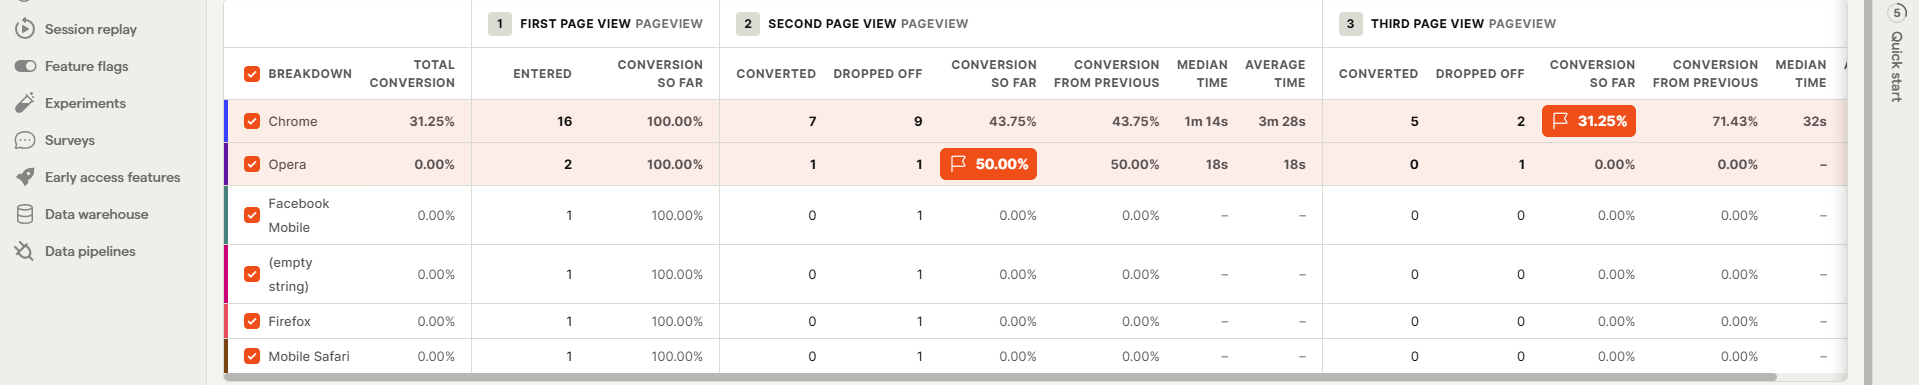 Session replay
Feature flags
Experiments
Surveys
Early access features
Data warehouse
Data pipelines
1 FIRST PAGE VIEW PAGEVIEW 2 SECOND PAGE VIEW PAGEVIEW 3 THIRD PAGE VIEW PAGEVIEW
BREAKDOWN TOTAL CONVERSION ENTERED CONVERSION SO FAR CONVERTED DROPPED OFF CONVERSION SO FAR CONVERSION FROM PREVIOUS MEDIAN TIME AVERAGE TIME CONVERTED DROPPED OFF CONVERSION SO FAR CONVERSION FROM PREVIOUS MEDIAN TIME
Chrome 31.25% 16 100.00% 7 9 43.75% 43.75% 1m 14s 3m 28s 5 2 31.25% 71.43% 32s
Opera 0.00% 2 100.00% 1 1 50.00% 50.00% 18s 18s 0 1 0.00% 0.00% –
Facebook Mobile 0.00% 1 100.00% 0 1 0.00% 0.00% – – 0 0 0.00% 0.00% –
(empty string) 0.00% 1 100.00% 0 1 0.00% 0.00% – – 0 0 0.00% 0.00% –
Firefox 0.00% 1 100.00% 0 1 0.00% 0.00% – – 0 0 0.00% 0.00% –
Mobile Safari 0.00% 1 100.00% 0 1 0.00% 0.00% – – 0 0 0.00% 0.00% –
5
Quick start